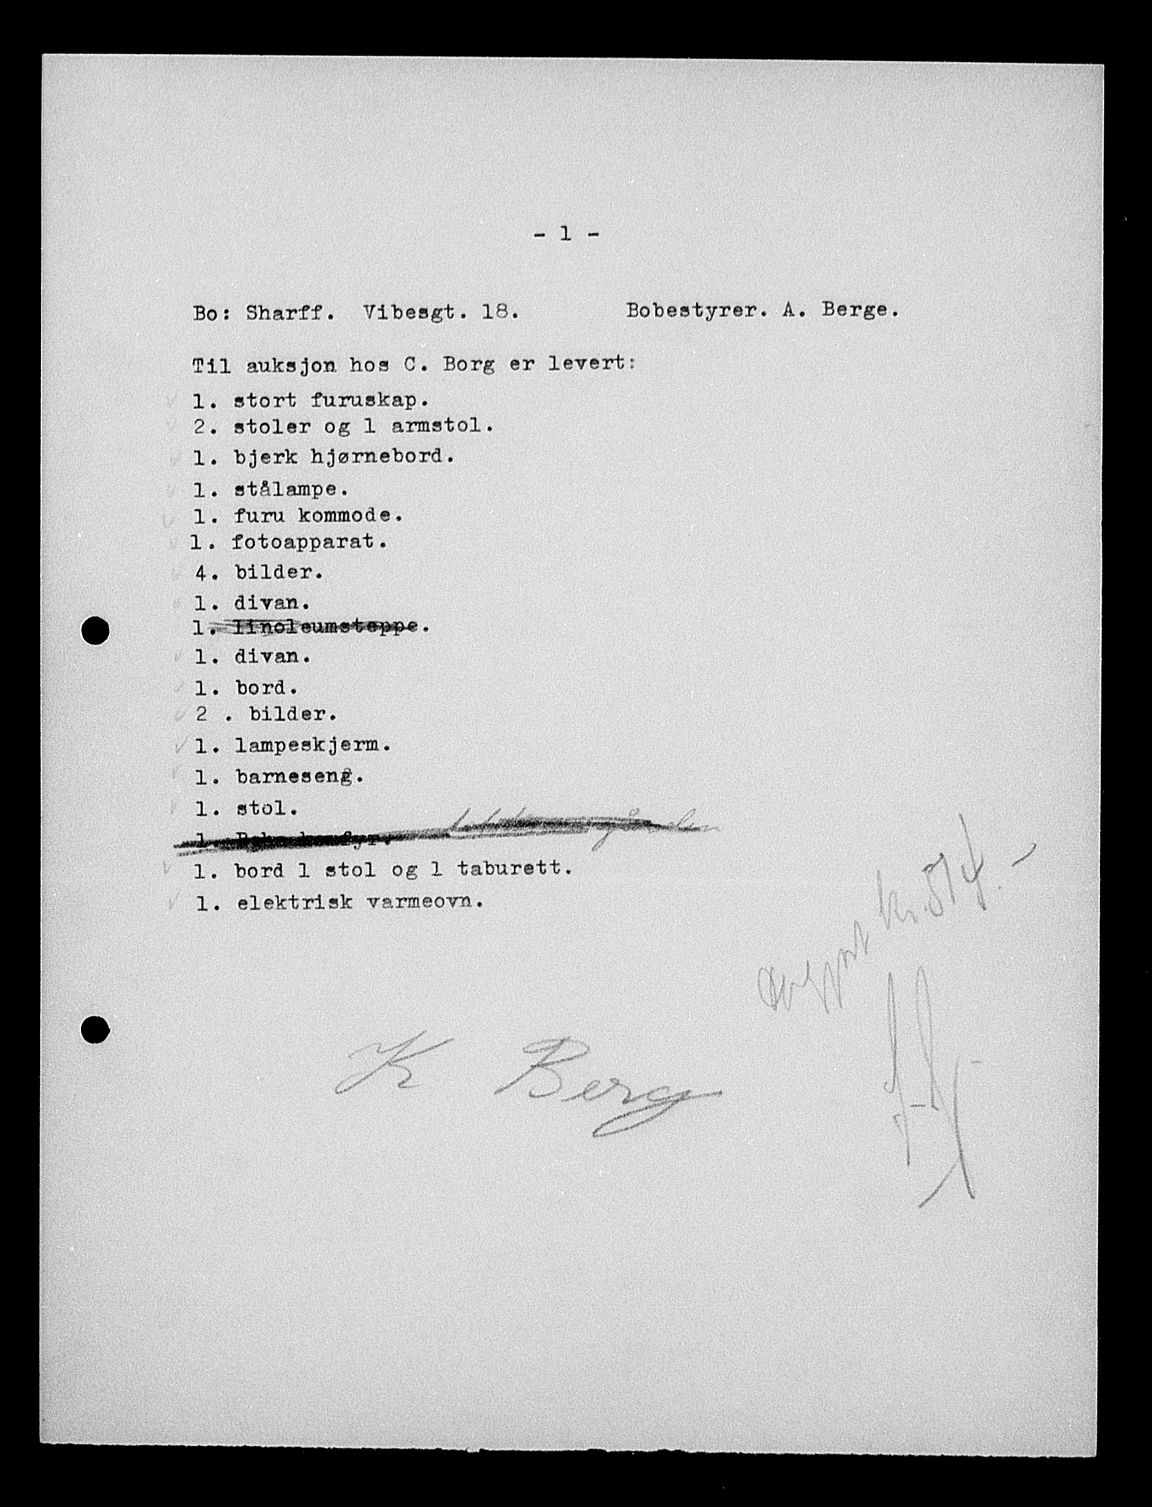 - 1 -
Bo: Sharff. Vibesgt. 18. Bobestyrer. A. Berge.
Til auksjon hos C. Borg er levert:
1. stort furuskap.
2. stoler og 1 armstol.
1. bjerk hjørnebord.
1. stålampe.
1. furu kommode.
1. fotoapparat.
4. bilder.
1. divan.
1. linoleumsteppe.
1. divan.
1. bord.
2 . bilder.
1. lampeskjerm.
1. barneseng.
1. stol.
1.
1. bord 1 stol og 1 taburett.
1. elektrisk varmeovn.
kr. 514.-
K Berg